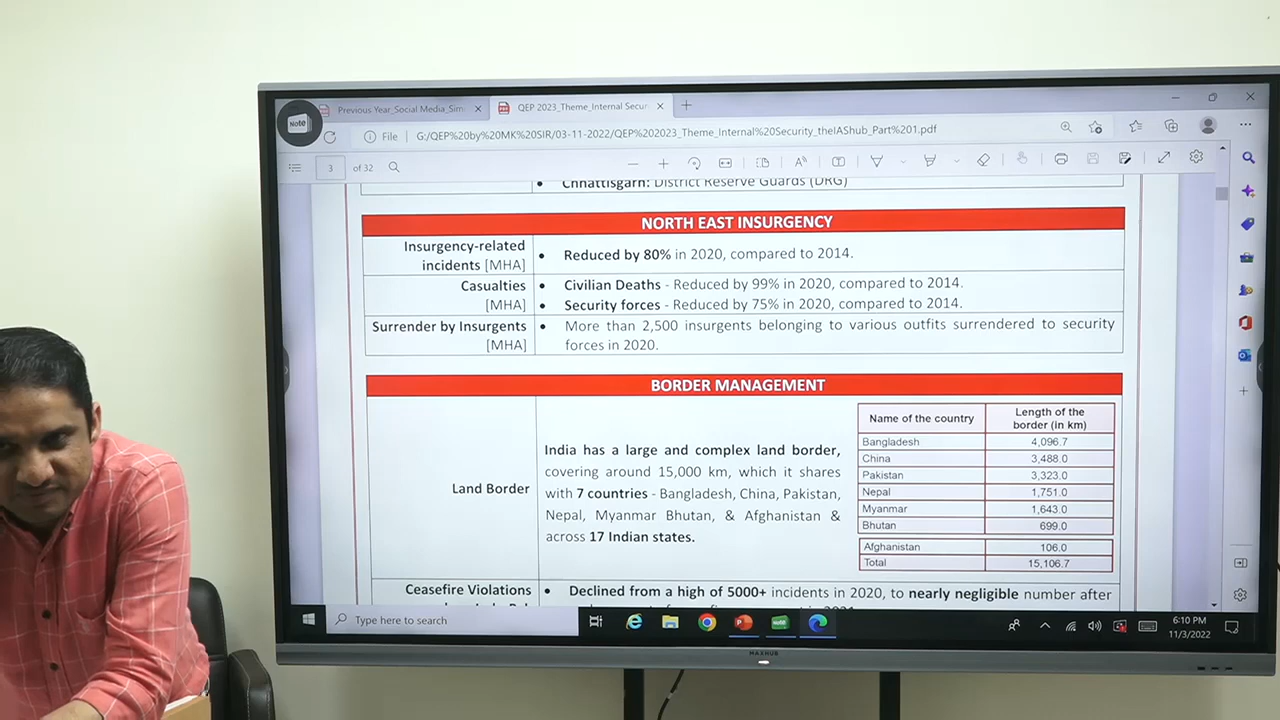 Note
Previous Year_Social Media_Sim
QEP 2023_Theme_Internal Secur
File
G:/QEP%20by%20MK%20SIR/03-11-2022/QEP%202023_Theme_Internal%20Security_theIAShub_Part%201.pdf
3
of 32
Chhattisgarh: District Reserve Guards (DRG)
NORTH EAST INSURGENCY
Insurgency-related
incidents [MHA]
• Reduced by 80% in 2020, compared to 2014.
Casualties
[MHA]
• Civilian Deaths - Reduced by 99% in 2020, compared to 2014.
• Security forces - Reduced by 75% in 2020, compared to 2014.
Surrender by Insurgents
[MHA]
• More than 2,500 insurgents belonging to various outfits surrendered to security
forces in 2020.
BORDER MANAGEMENT
Land Border
India has a large and complex land border,
covering around 15,000 km, which it shares
with 7 countries - Bangladesh, China, Pakistan,
Nepal, Myanmar Bhutan, & Afghanistan &
across 17 Indian states.
Name of the country
Length of the
border (in km)
Bangladesh 4,096.7
China 3,488.0
Pakistan 3,323.0
Nepal 1,751.0
Myanmar 1,643.0
Bhutan 699.0
Afghanistan 106.0
Total 15,106.7
Ceasefire Violations
• Declined from a high of 5000+ incidents in 2020, to nearly negligible number after
Type here to search
6:10 PM
11/3/2022
MAXHUB